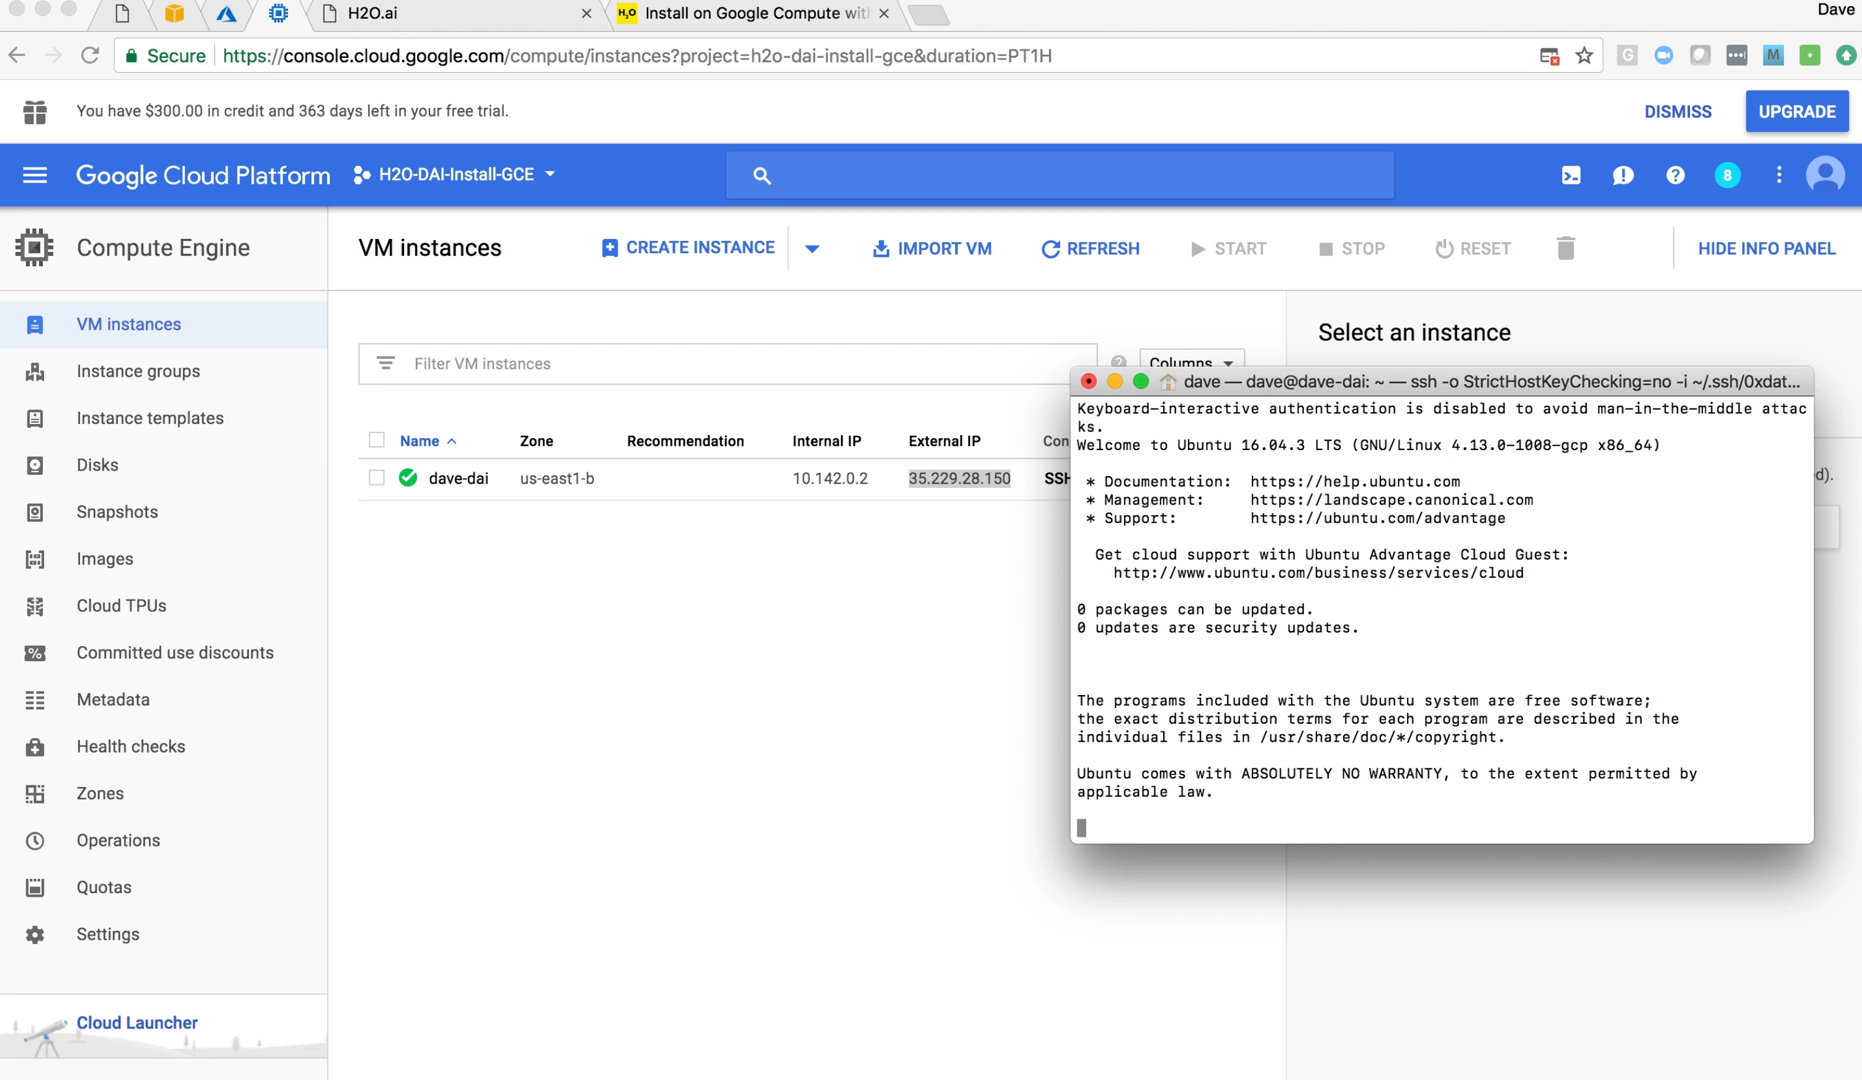 H2O.ai
H2O Install on Google Compute with
Dave
Secure https://console.cloud.google.com/compute/instances?project=h2o-dai-install-gce&duration=PT1H
G
M
You have $300.00 in credit and 363 days left in your free trial.
DISMISS
UPGRADE
Google Cloud Platform
H2O-DAI-Install-GCE
8
Compute Engine
VM instances
CREATE INSTANCE
IMPORT VM
REFRESH
START
STOP
RESET
HIDE INFO PANEL
VM instances
Instance groups
Instance templates
Disks
Snapshots
Images
Cloud TPUs
Committed use discounts
Metadata
Health checks
Zones
Operations
Quotas
Settings
Cloud Launcher
Filter VM instances
Columns
Select an instance
Name Zone Recommendation Internal IP External IP Con
dave-dai us-east1-b 10.142.0.2 35.229.28.150 SSH
d).
dave — dave@dave-dai: ~ — ssh -o StrictHostKeyChecking=no -i ~/.ssh/0xdat...
Keyboard-interactive authentication is disabled to avoid man-in-the-middle attac
ks.
Welcome to Ubuntu 16.04.3 LTS (GNU/Linux 4.13.0-1008-gcp x86_64)
* Documentation: https://help.ubuntu.com
* Management: https://landscape.canonical.com
* Support: https://ubuntu.com/advantage
Get cloud support with Ubuntu Advantage Cloud Guest:
http://www.ubuntu.com/business/services/cloud
0 packages can be updated.
0 updates are security updates.
The programs included with the Ubuntu system are free software;
the exact distribution terms for each program are described in the
individual files in /usr/share/doc/*/copyright.
Ubuntu comes with ABSOLUTELY NO WARRANTY, to the extent permitted by
applicable law.